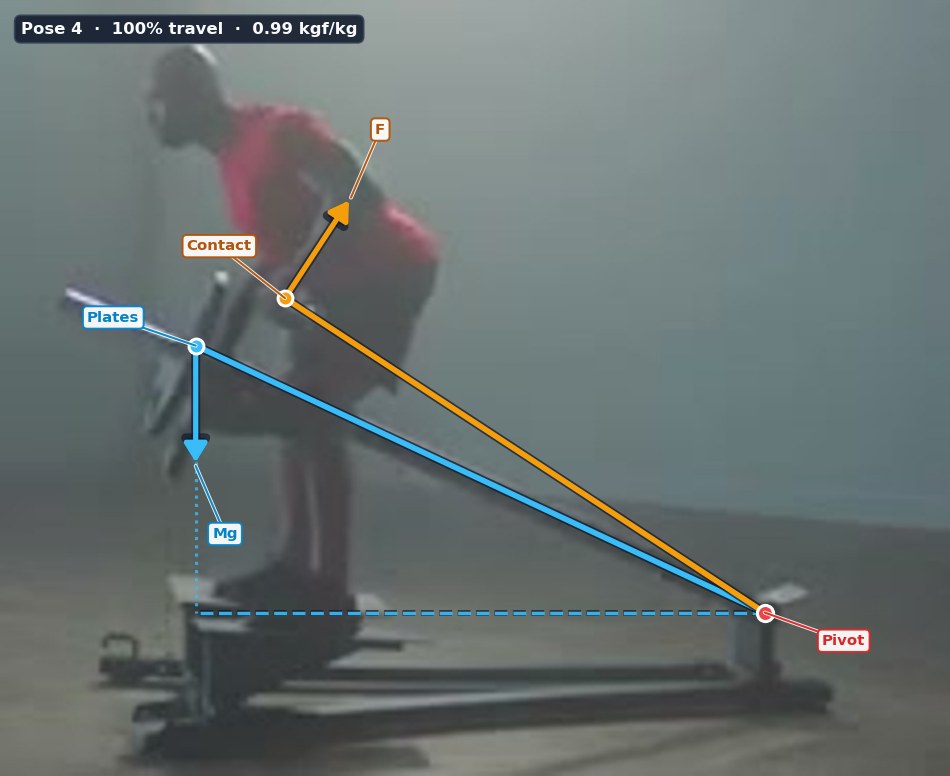 Pose 4 · 100% travel · 0.99 kgf/kg
F
Contact
Plates
Mg
Pivot